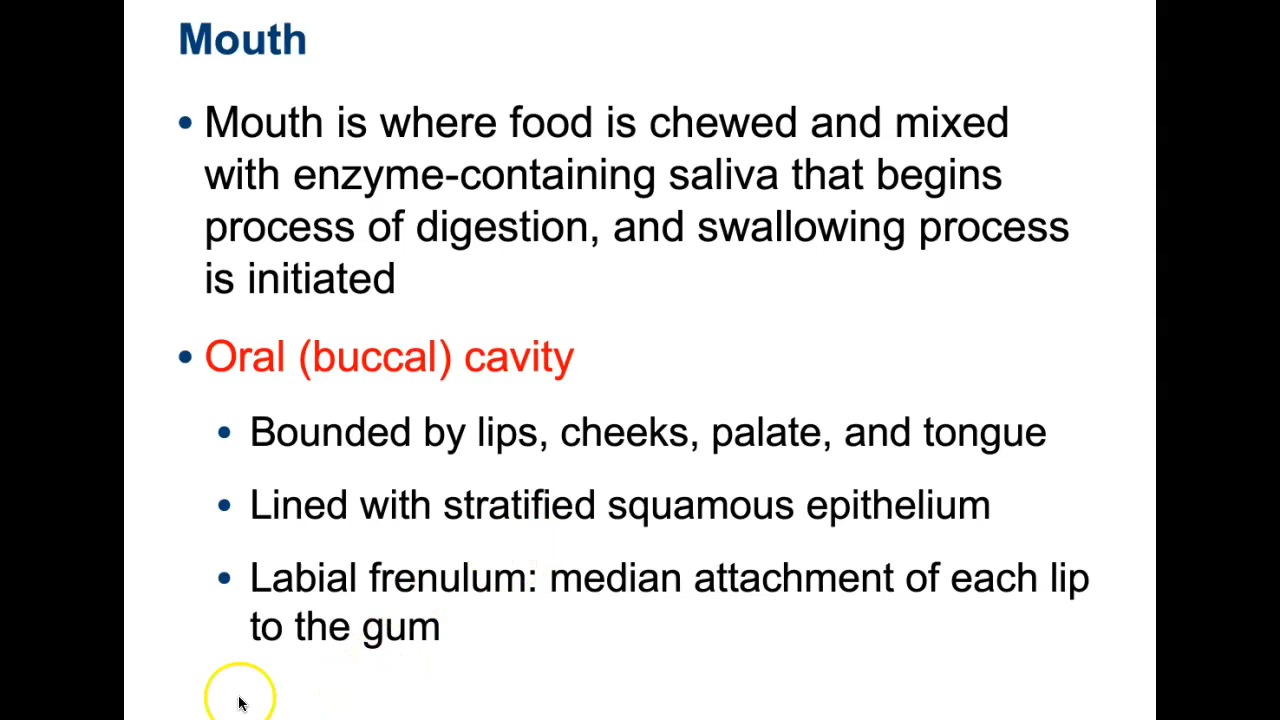 Mouth
• Mouth is where food is chewed and mixed
with enzyme-containing saliva that begins
process of digestion, and swallowing process
is initiated
• Oral (buccal) cavity
• Bounded by lips, cheeks, palate, and tongue
• Lined with stratified squamous epithelium
• Labial frenulum: median attachment of each lip
to the gum